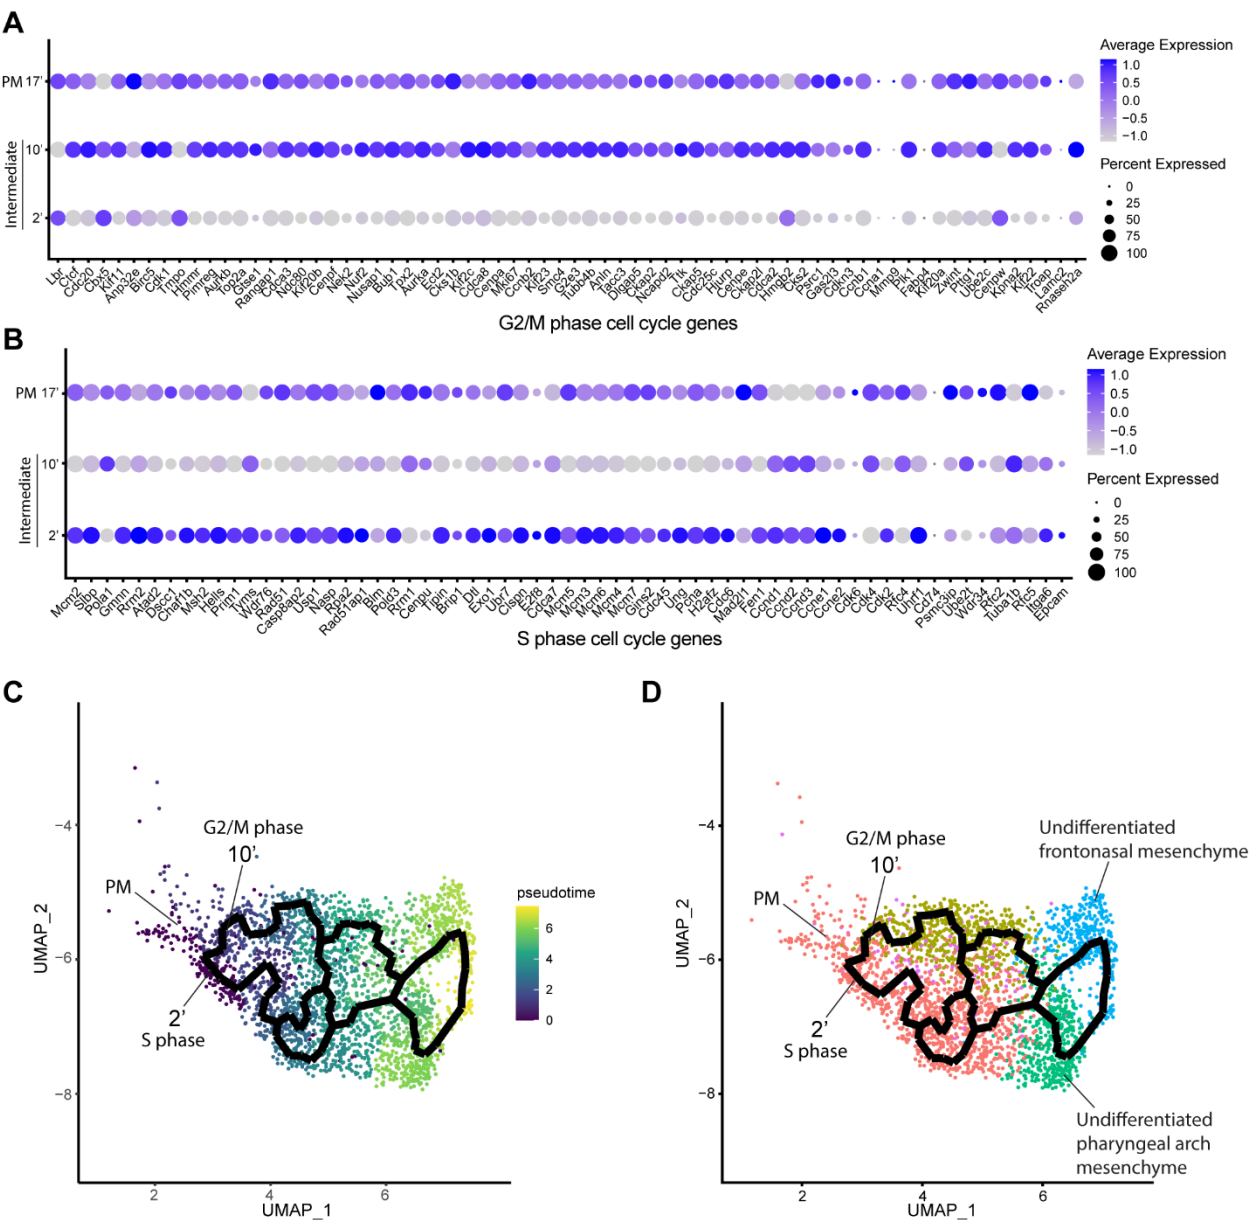 A
PM 17'
Intermediate
10'
2'
Lbr Ctcf Cdc20 Cbx5 Kif11 Anp32e Birc5 Cdk1 Tmpo Hmmr Pimreg Aurkb Top2a Gtse1 Rangap1 Cdca3 Ndc80 Kif20b Cenpf Nek2 Nuf2 Nusap1 Bub1 Tpx2 Aurka Ect2 Cks1b Kif2c Cdca8 Cenpa Mki67 Ccnb2 Kif23 Smc4 G2e3 Tubb4b Anln Tacc3 Dlgap5 Ckap2 Ncapd2 Ttk Ckap5 Cdc25c Hjurp Cenpe Ckap2l Cdca2 Hmgb2 Cks2 Psrc1 Gas2l3 Cdkn3 Ccnb1 Ccna1 Mmp9 Plk1 Fabp4 Kif20a Zwint Pttg1 Ube2c Cenpw Kpna2 Kif22 Troap Lamc2 Rnaseh2a
G2/M phase cell cycle genes
Average Expression
1.0
0.5
0.0
−0.5
−1.0
Percent Expressed
0
25
50
75
100
B
PM 17'
Intermediate
10'
2'
Mcm2 Slbp Pola1 Gmnn Rrm2 Atad2 Dscc1 Chaf1b Msh2 Hells Prim1 Tyms Wdr76 Rad51 Casp8ap2 Usp1 Nasp Rpa2 Rad51ap1 Blm Pold3 Rrm1 Cenpu Tipin Brip1 Dtl Exo1 Ubr7 Clspn E2f8 Cdca7 Mcm5 Mcm3 Mcm6 Mcm4 Mcm7 Gins2 Cdc45 Ung Pcna H2afz Cdc6 Mad2l1 Fen1 Ccnd1 Ccnd2 Ccnd3 Ccne1 Ccne2 Cdk6 Cdk4 Cdk2 Rfc4 Uhrf1 Cd74 Psmc3ip Ube2t Wdr34 Rfc2 Tuba1b Rfc5 Itga6 Epcam
S phase cell cycle genes
Average Expression
1.0
0.5
0.0
−0.5
−1.0
Percent Expressed
0
25
50
75
100
C
UMAP_2
−4
−6
−8
2
4
6
UMAP_1
G2/M phase
10'
PM
2'
S phase
pseudotime
6
4
2
0
D
UMAP_2
−4
−6
−8
2
4
6
UMAP_1
G2/M phase
10'
PM
2'
S phase
Undifferentiated
frontonasal mesenchyme
Undifferentiated
pharyngeal arch
mesenchyme